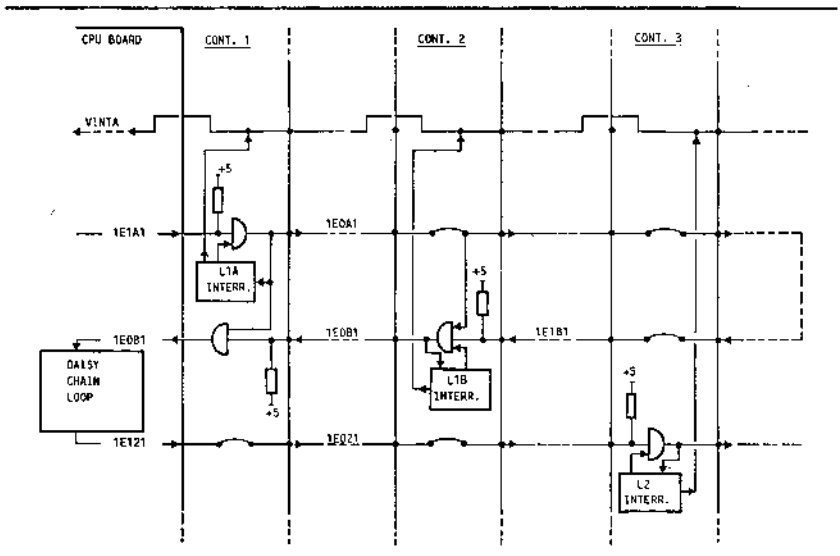 CPU BOARD
CONT. 1
CONT. 2
CONT. 3
VINTA
+5
1E1A1
1E0A1
L1A
INTERR.
+5
1E0B1
1E0B1
1E1B1
DAISY
CHAIN
LOOP
+5
L1B
INTERR.
+5
1E121
1E021
L2
INTERR.